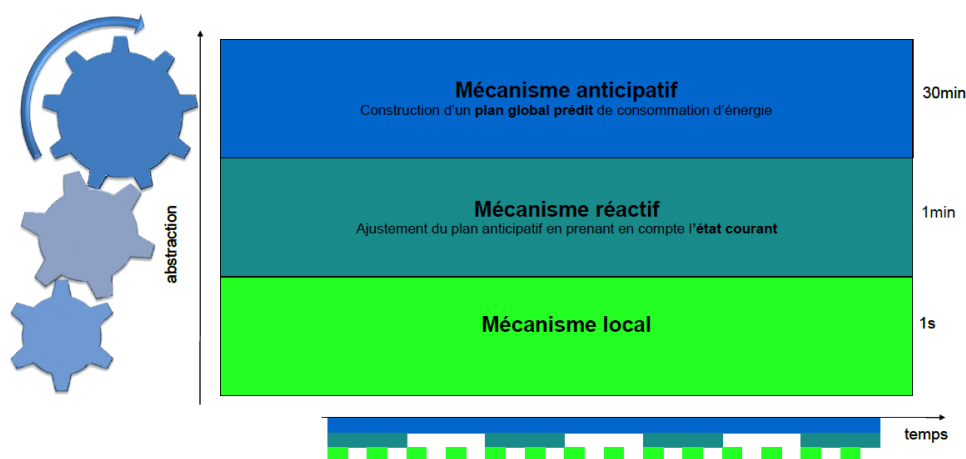 Mécanisme anticipatif
Construction d'un plan global prédit de consommation d'énergie
30min
Mécanisme réactif
Ajustement du plan anticipatif en prenant en compte l'état courant
1min
abstraction
Mécanisme local
1s
temps